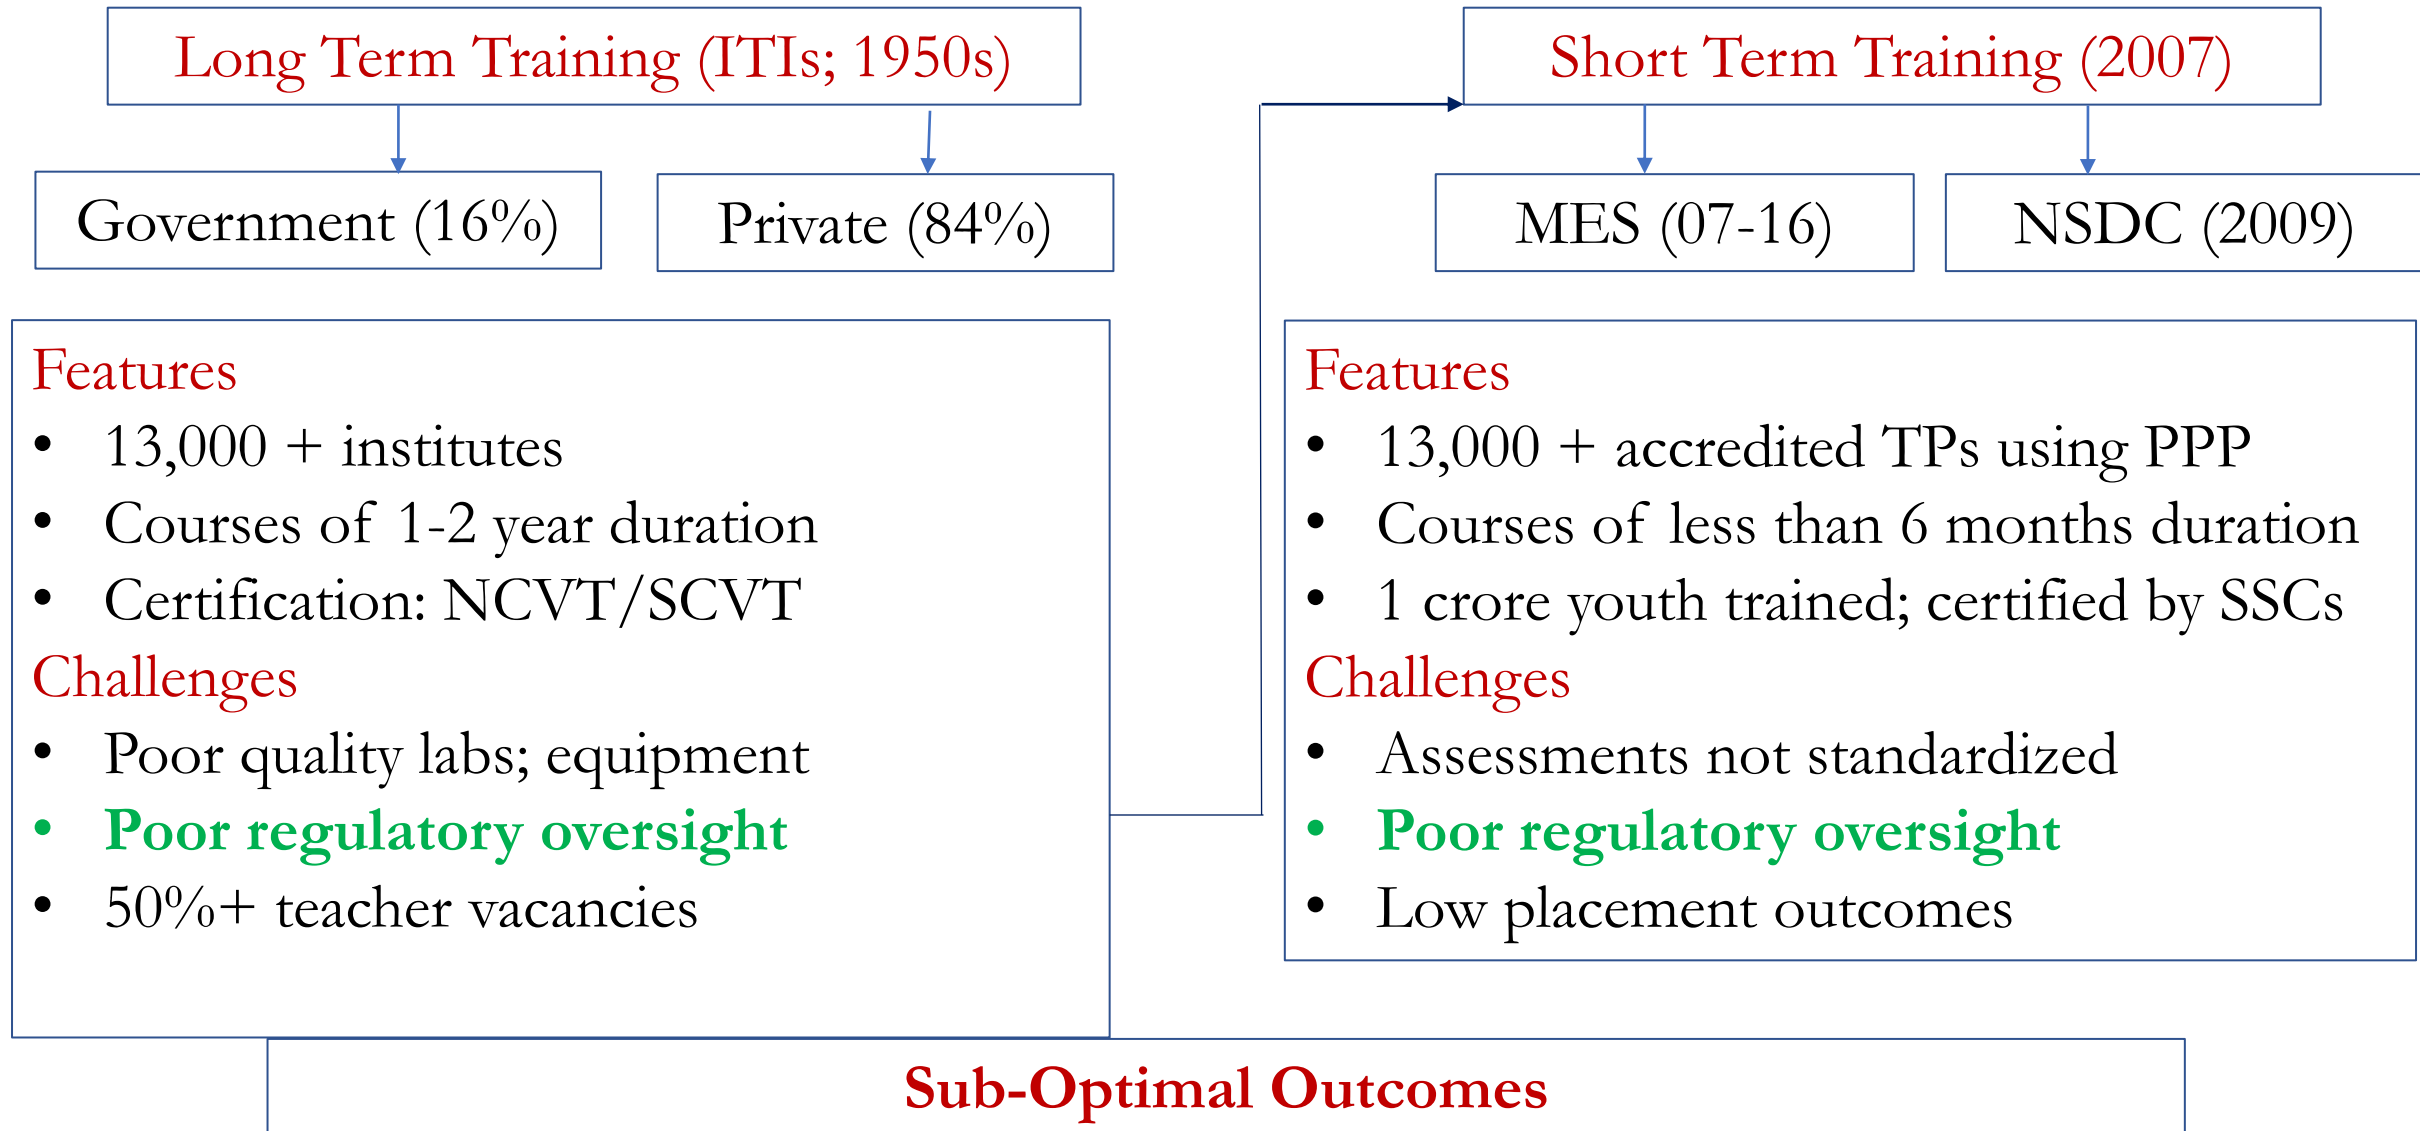 Long Term Training (ITIs; 1950s)
Government (16%)
Private (84%)
Features
• 13,000 + institutes
• Courses of 1-2 year duration
• Certification: NCVT/SCVT
Challenges
• Poor quality labs; equipment
• Poor regulatory oversight
• 50%+ teacher vacancies
Short Term Training (2007)
MES (07-16)
NSDC (2009)
Features
• 13,000 + accredited TPs using PPP
• Courses of less than 6 months duration
• 1 crore youth trained; certified by SSCs
Challenges
• Assessments not standardized
• Poor regulatory oversight
• Low placement outcomes
Sub-Optimal Outcomes